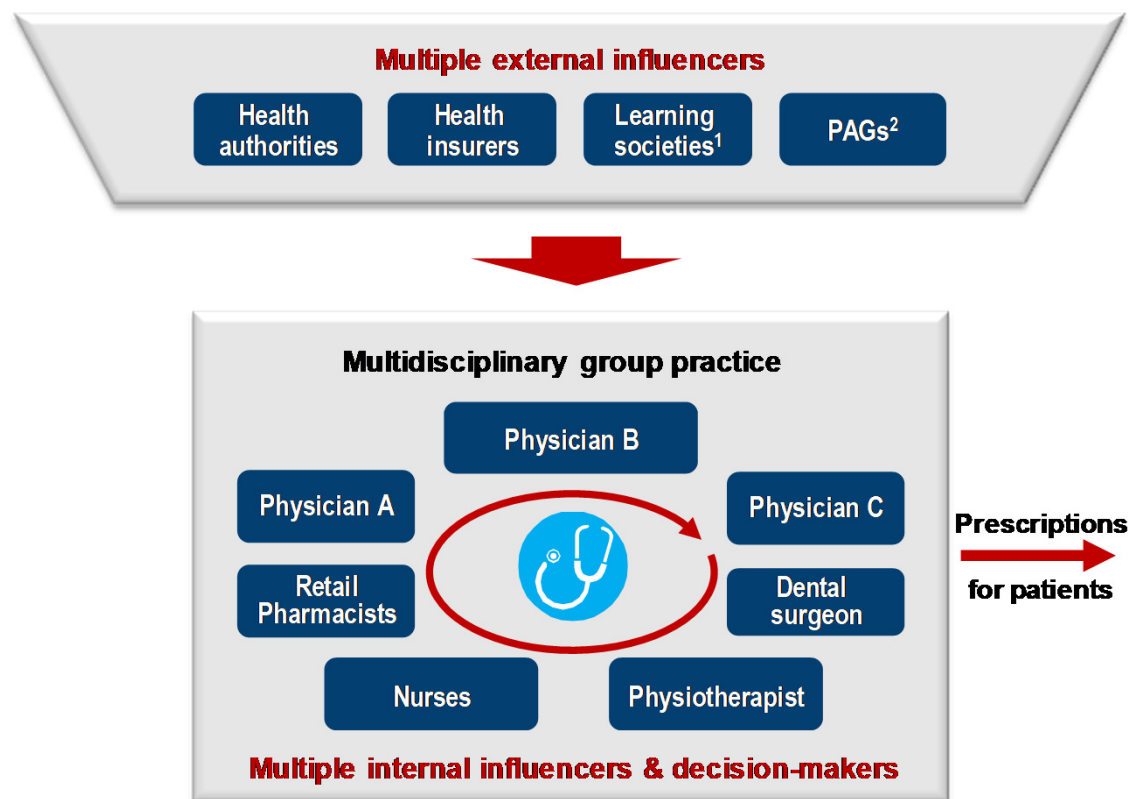 Multiple external influencers
Health
authorities
Health
insurers
Learning
societies¹
PAGs²
Multidisciplinary group practice
Physician B
Physician A
Physician C
Retail
Pharmacists
Dental
surgeon
Nurses
Physiotherapist
Multiple internal influencers & decision-makers
Prescriptions
for patients